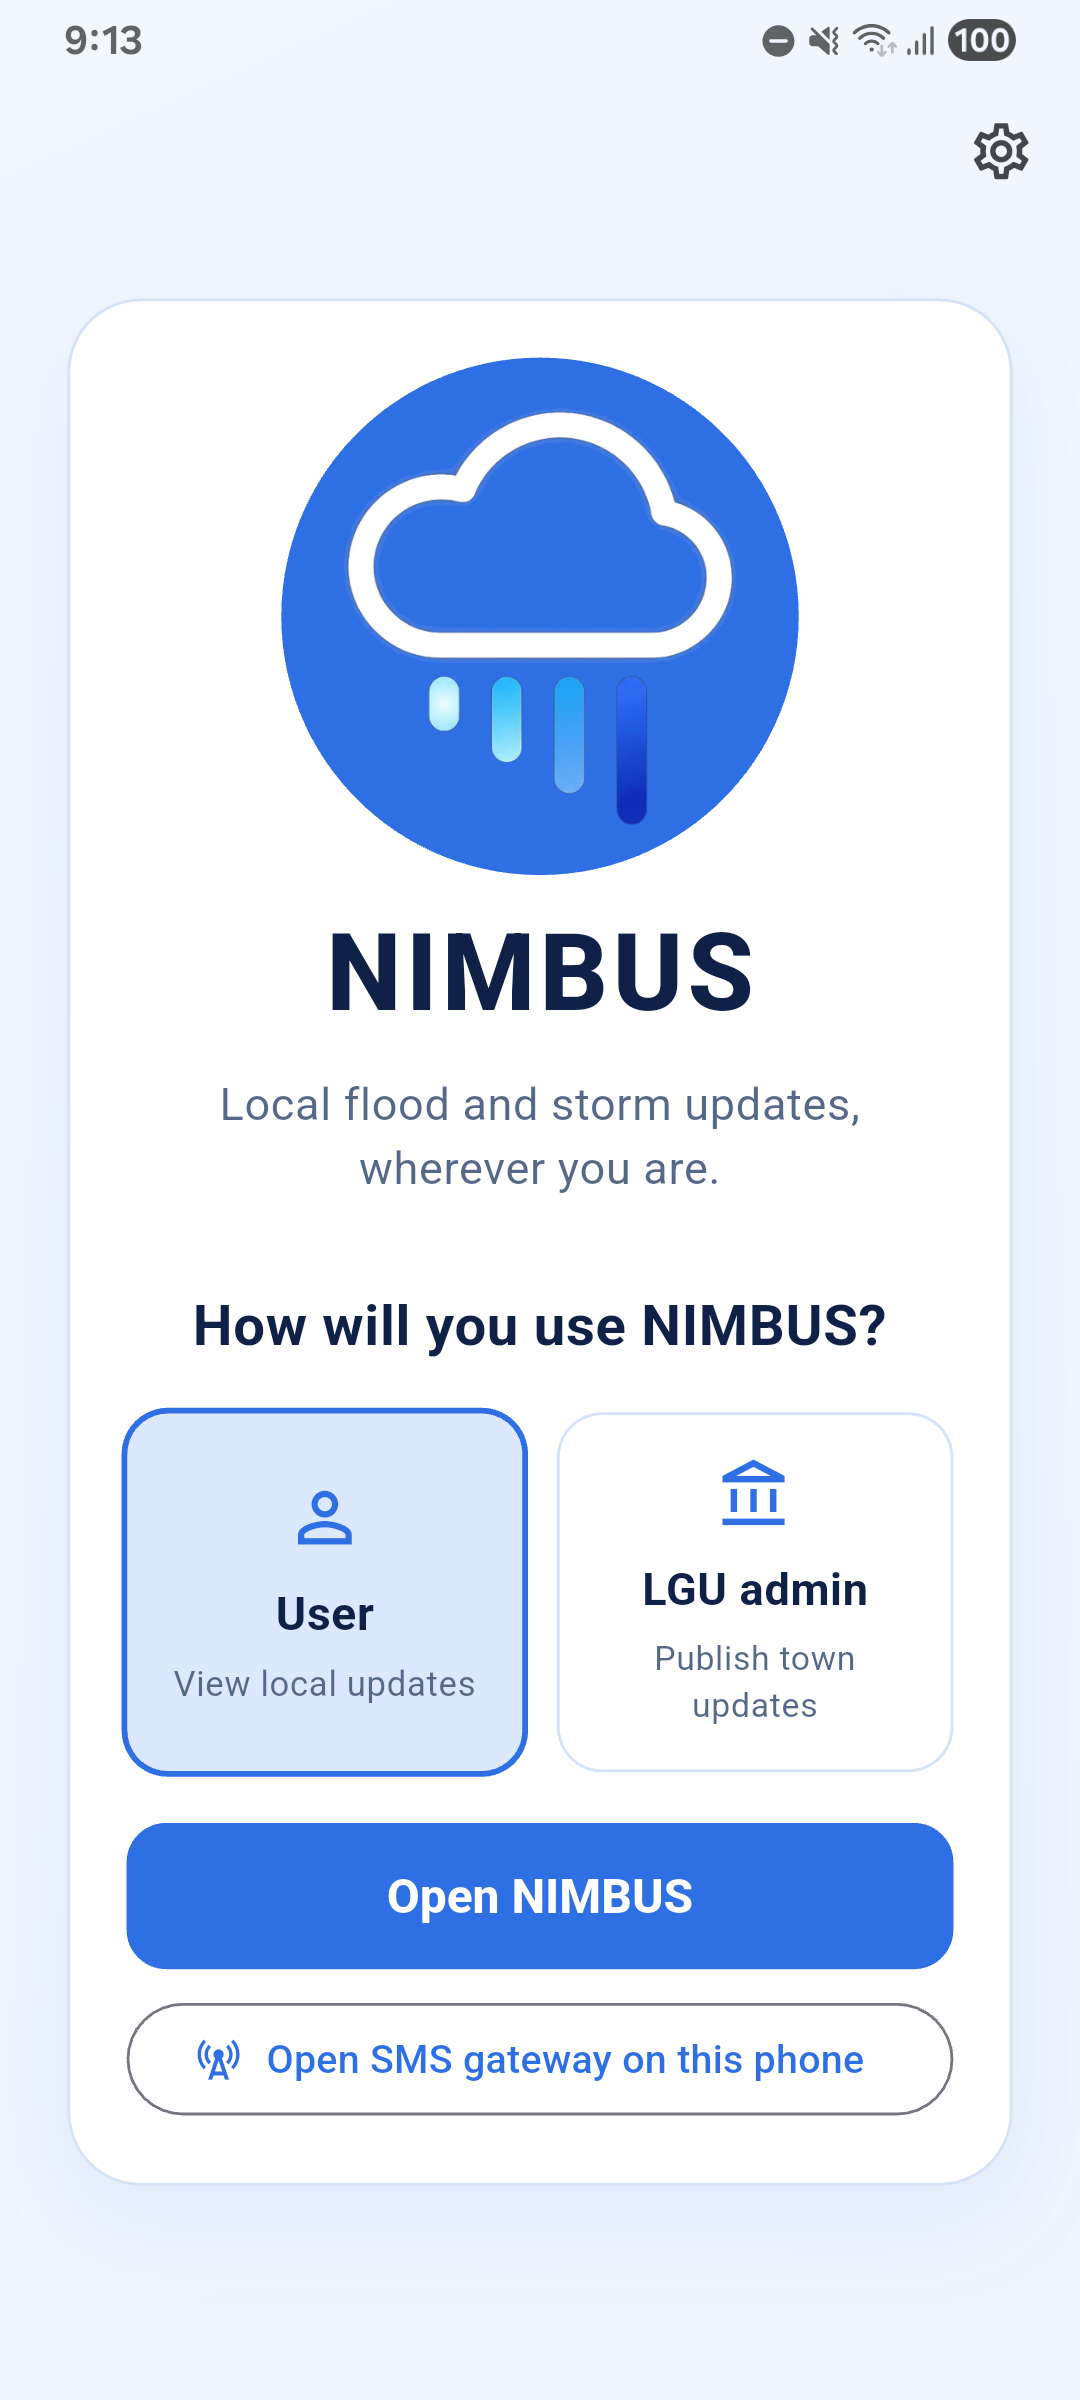 9:13
100
NIMBUS
Local flood and storm updates,
wherever you are.
How will you use NIMBUS?
User
View local updates
LGU admin
Publish town
updates
Open NIMBUS
Open SMS gateway on this phone